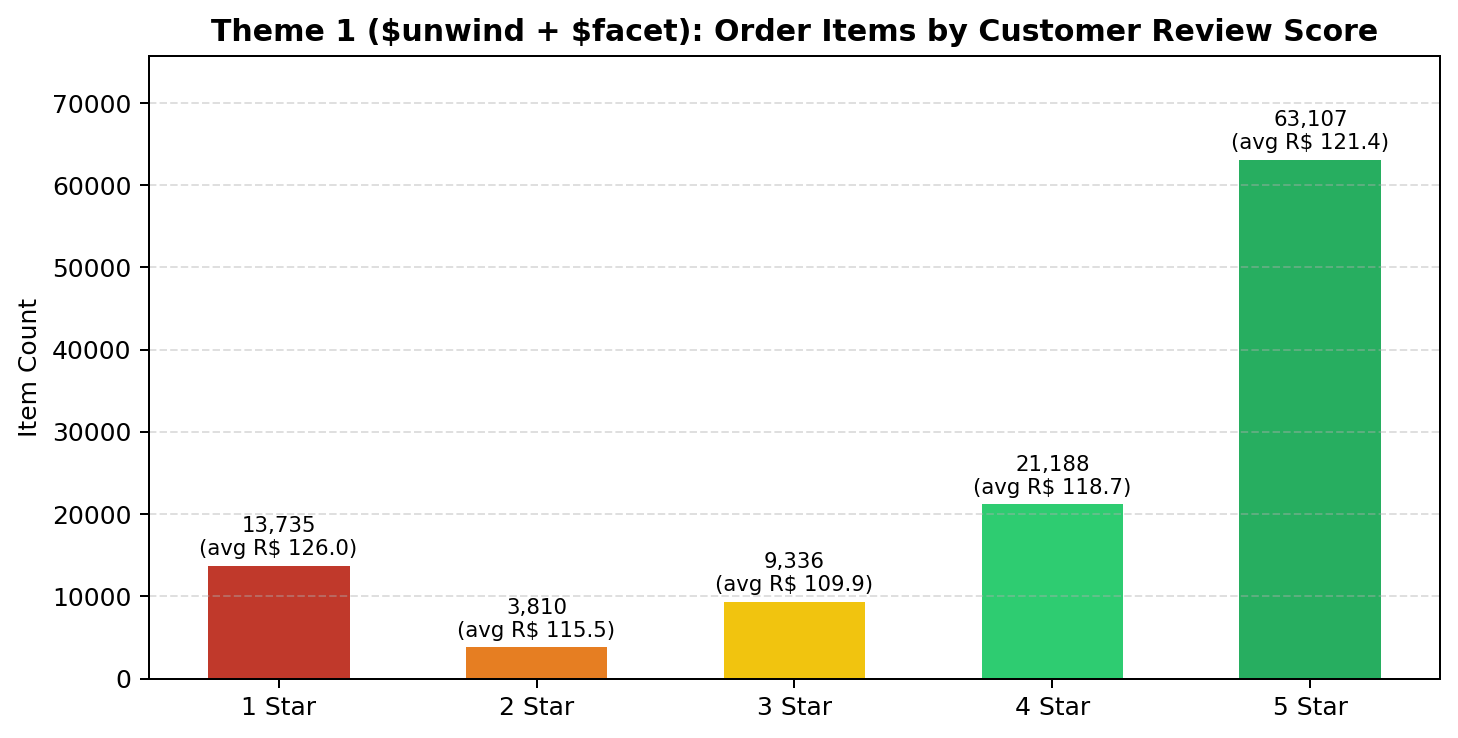 Theme 1 ($unwind + $facet): Order Items by Customer Review Score
Item Count
70000
60000
50000
40000
30000
20000
10000
0
13,735
(avg R$ 126.0)
3,810
(avg R$ 115.5)
9,336
(avg R$ 109.9)
21,188
(avg R$ 118.7)
63,107
(avg R$ 121.4)
1 Star
2 Star
3 Star
4 Star
5 Star